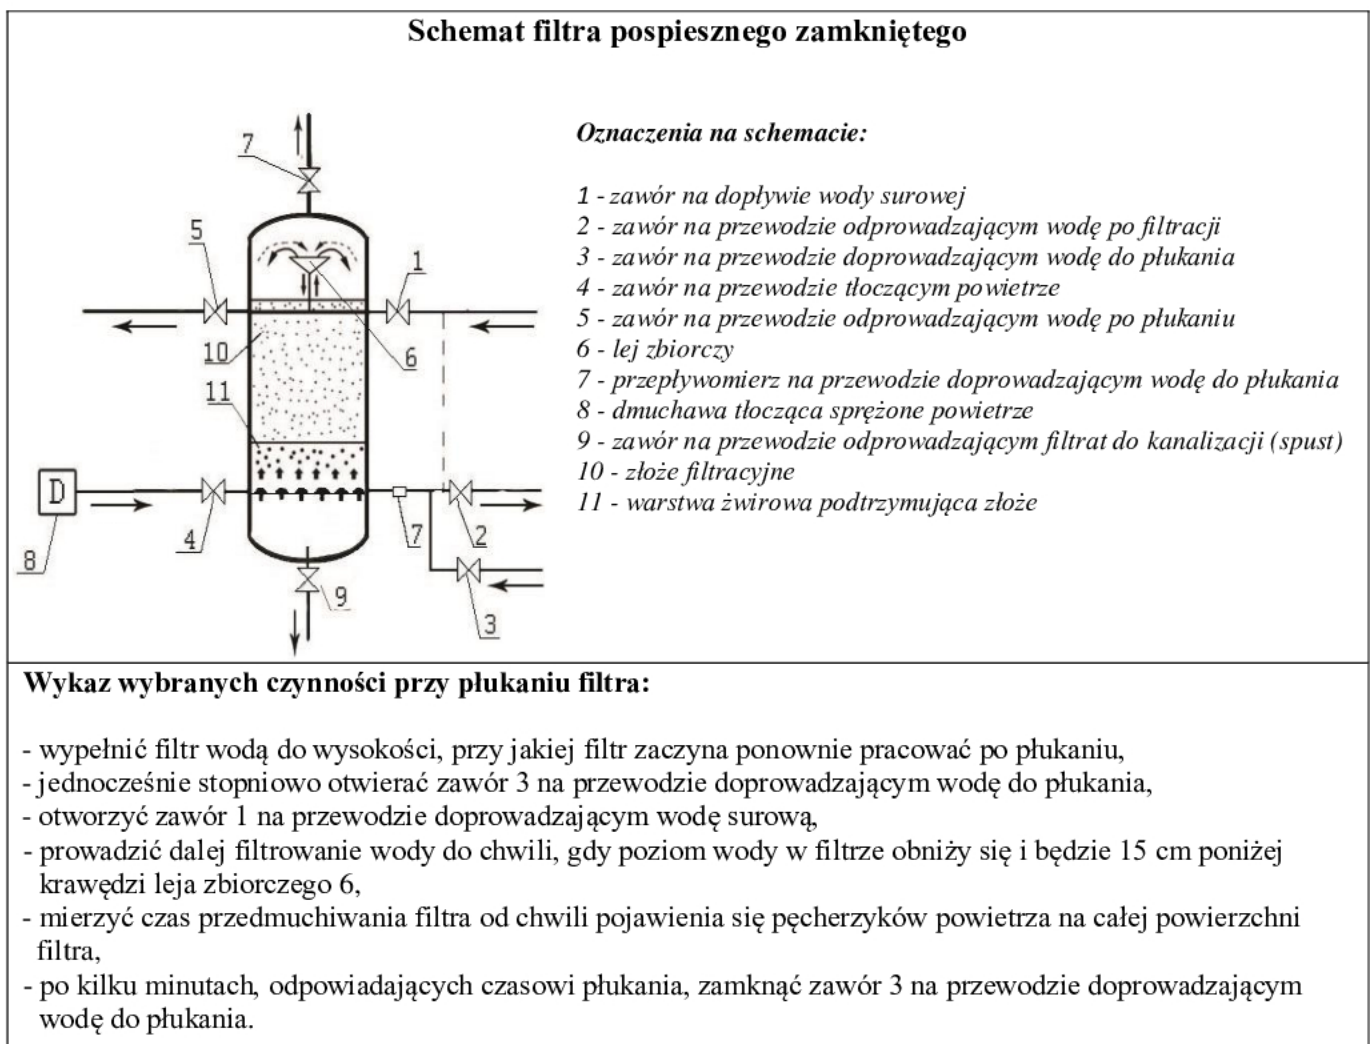 Schemat filtra pospiesznego zamkniętego
Oznaczenia na schemacie:
1 - zawór na dopływie wody surowej
2 - zawór na przewodzie odprowadzającym wodę po filtracji
3 - zawór na przewodzie doprowadzającym wodę do płukania
4 - zawór na przewodzie tłoczącym powietrze
5 - zawór na przewodzie odprowadzającym wodę po płukaniu
6 - lej zbiorczy
7 - przepływomierz na przewodzie doprowadzającym wodę do płukania
8 - dmuchawa tłocząca sprężone powietrze
9 - zawór na przewodzie odprowadzającym filtrat do kanalizacji (spust)
10 - złoże filtracyjne
11 - warstwa żwirowa podtrzymująca złoże
7
5
1
10
6
11
D
8
4
7
2
9
3
Wykaz wybranych czynności przy płukaniu filtra:
- wypełnić filtr wodą do wysokości, przy jakiej filtr zaczyna ponownie pracować po płukaniu,
- jednocześnie stopniowo otwierać zawór 3 na przewodzie doprowadzającym wodę do płukania,
- otworzyć zawór 1 na przewodzie doprowadzającym wodę surową,
- prowadzić dalej filtrowanie wody do chwili, gdy poziom wody w filtrze obniży się i będzie 15 cm poniżej
krawędzi leja zbiorczego 6,
- mierzyć czas przedmuchiwania filtra od chwili pojawienia się pęcherzyków powietrza na całej powierzchni
filtra,
- po kilku minutach, odpowiadających czasowi płukania, zamknąć zawór 3 na przewodzie doprowadzającym
wodę do płukania.